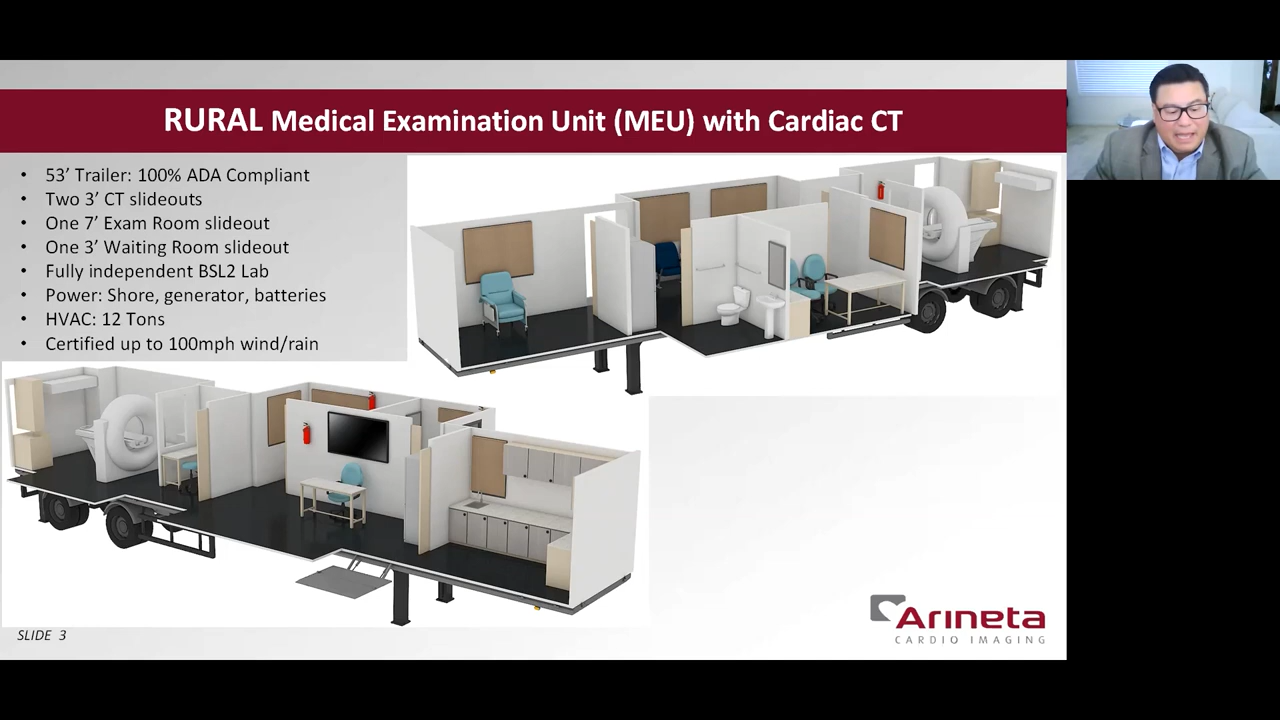 RURAL Medical Examination Unit (MEU) with Cardiac CT
• 53’ Trailer: 100% ADA Compliant
• Two 3’ CT slideouts
• One 7’ Exam Room slideout
• One 3’ Waiting Room slideout
• Fully independent BSL2 Lab
• Power: Shore, generator, batteries
• HVAC: 12 Tons
• Certified up to 100mph wind/rain
SLIDE 3
Arineta
CARDIO IMAGING